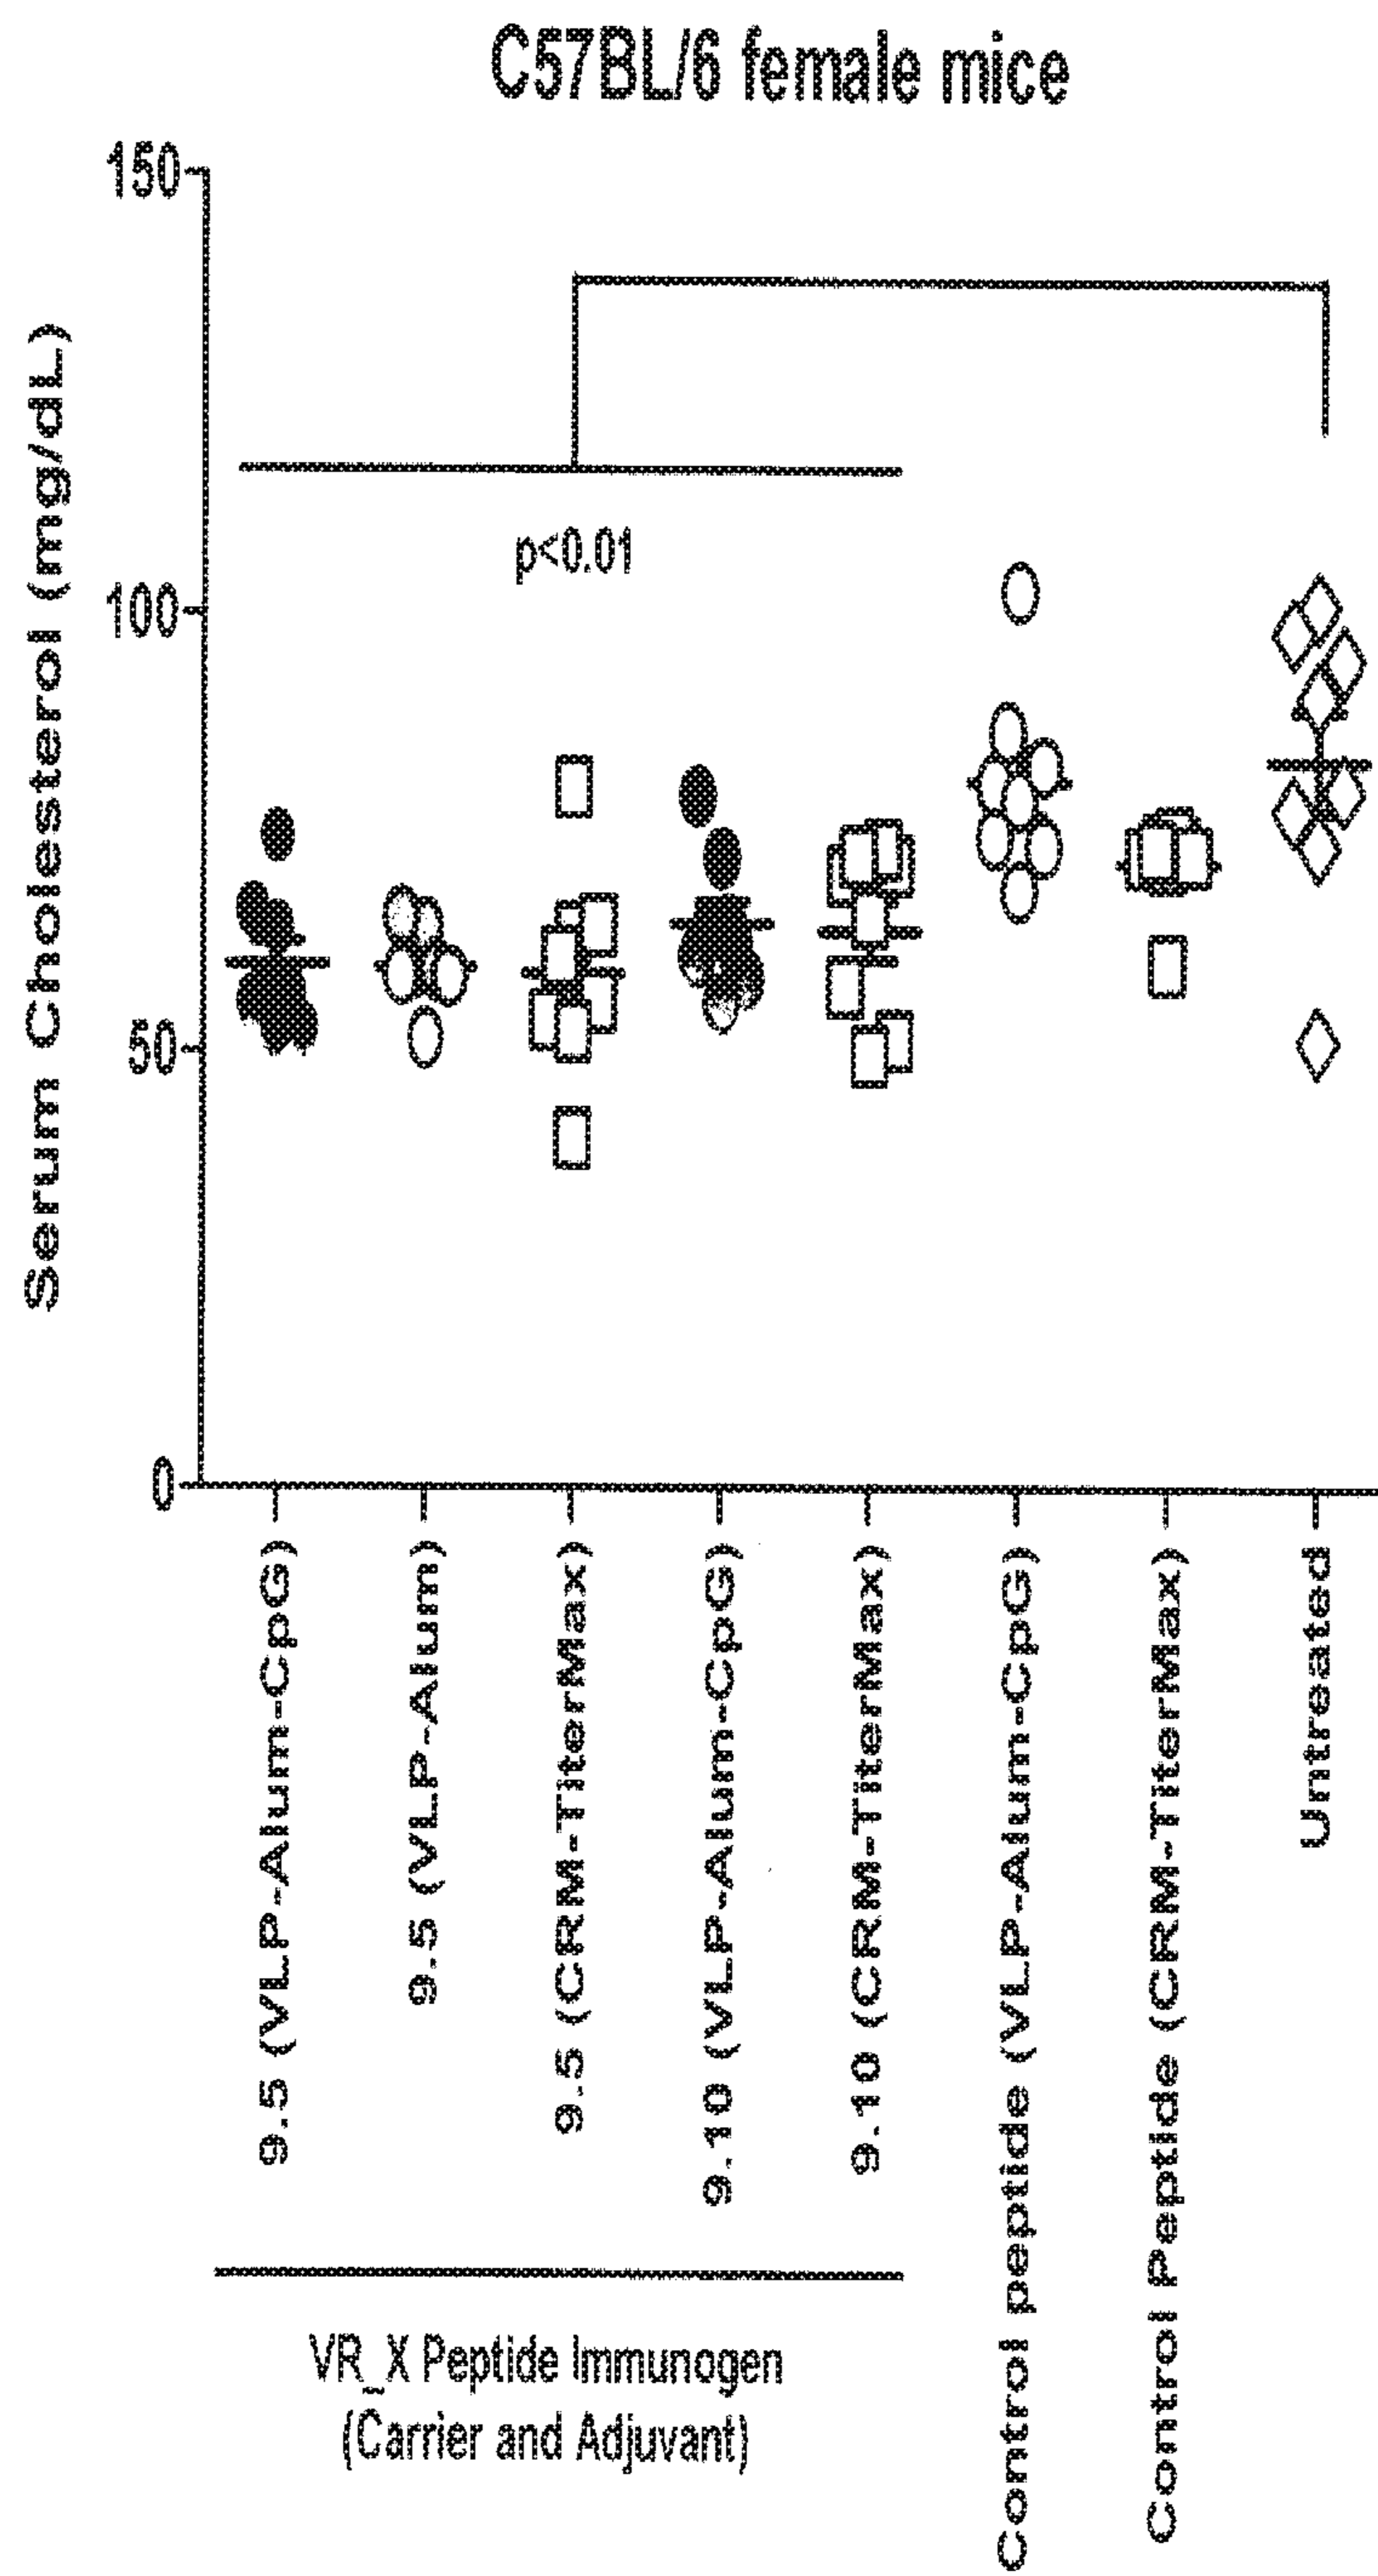 C57BL/6 female mice
Serum Cholesterol (mg/dL)
150
100
50
0
p<0.01
9.5 (VLP-Alum-CpG)
9.5 (VLP-Alum)
9.5 (CRM-TiterMax)
9.10 (VLP-Alum-CpG)
9.10 (CRM-TiterMax)
Control peptide (VLP-Alum-CpG)
Control Peptide (CRM-TiterMax)
Untreated
VR_X Peptide Immunogen
(Carrier and Adjuvant)